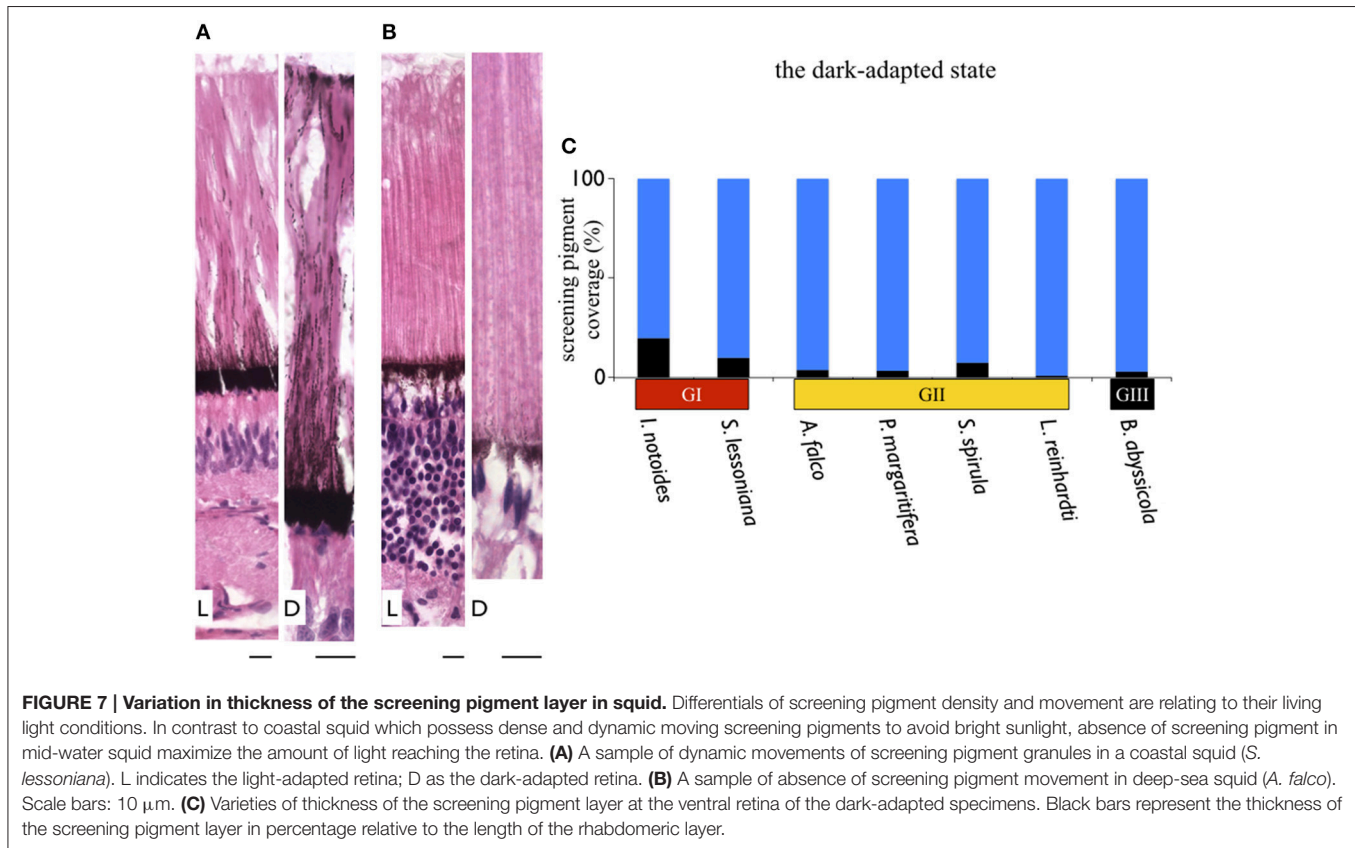 A
B
L
D
L
D
the dark-adapted state
C
screening pigment
coverage (%)
100
0
GI
GII
GIII
I. notoides
S. lessoniana
A. falco
P. margaritifera
S. spirula
L. reinhardti
B. abyssicola
FIGURE 7 | Variation in thickness of the screening pigment layer in squid. Differentials of screening pigment density and movement are relating to their living
light conditions. In contrast to coastal squid which possess dense and dynamic moving screening pigments to avoid bright sunlight, absence of screening pigment in
mid-water squid maximize the amount of light reaching the retina. (A) A sample of dynamic movements of screening pigment granules in a coastal squid (S.
lessoniana). L indicates the light-adapted retina; D as the dark-adapted retina. (B) A sample of absence of screening pigment movement in deep-sea squid (A. falco).
Scale bars: 10 μm. (C) Varieties of thickness of the screening pigment layer at the ventral retina of the dark-adapted specimens. Black bars represent the thickness of
the screening pigment layer in percentage relative to the length of the rhabdomeric layer.